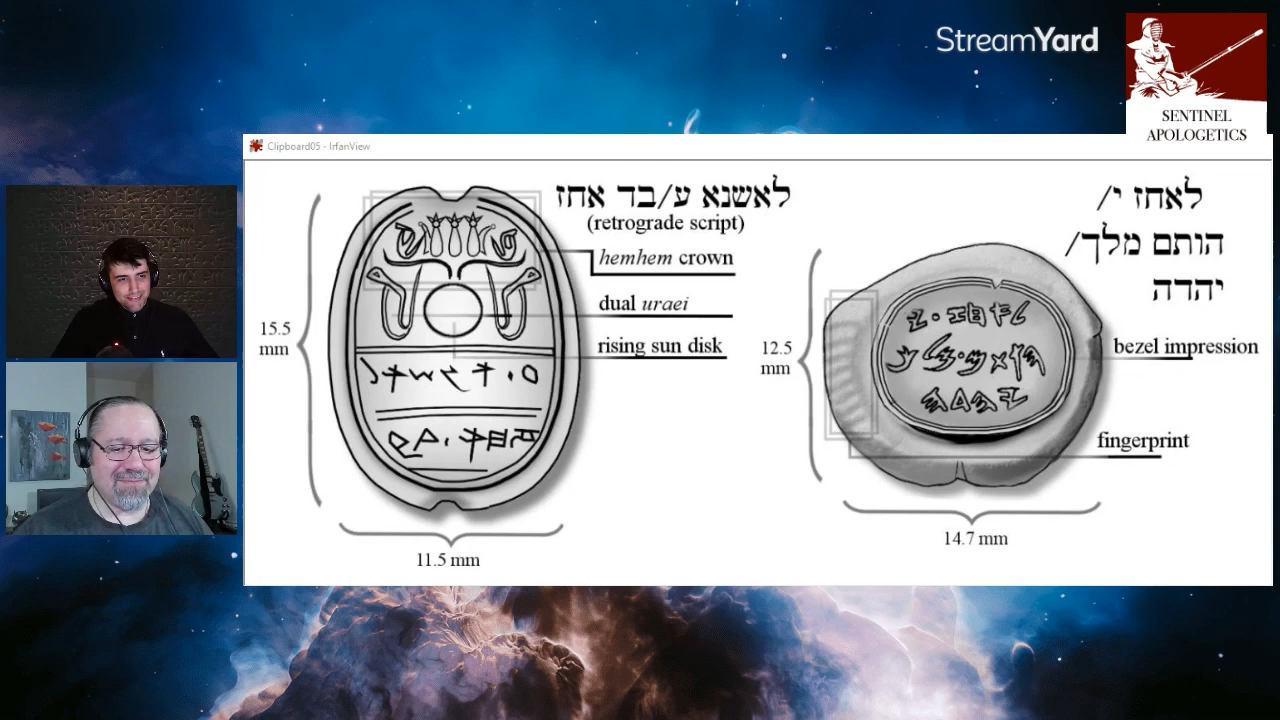 StreamYard
SENTINEL
APOLOGETICS
Clipboard05 - IrfanView
לאשנא ע/בד אחז
(retrograde script)
hemhem crown
dual uraei
rising sun disk
15.5
mm
11.5 mm
לאחז י/
הותם מלך/
יהדה
bezel impression
fingerprint
12.5
mm
14.7 mm